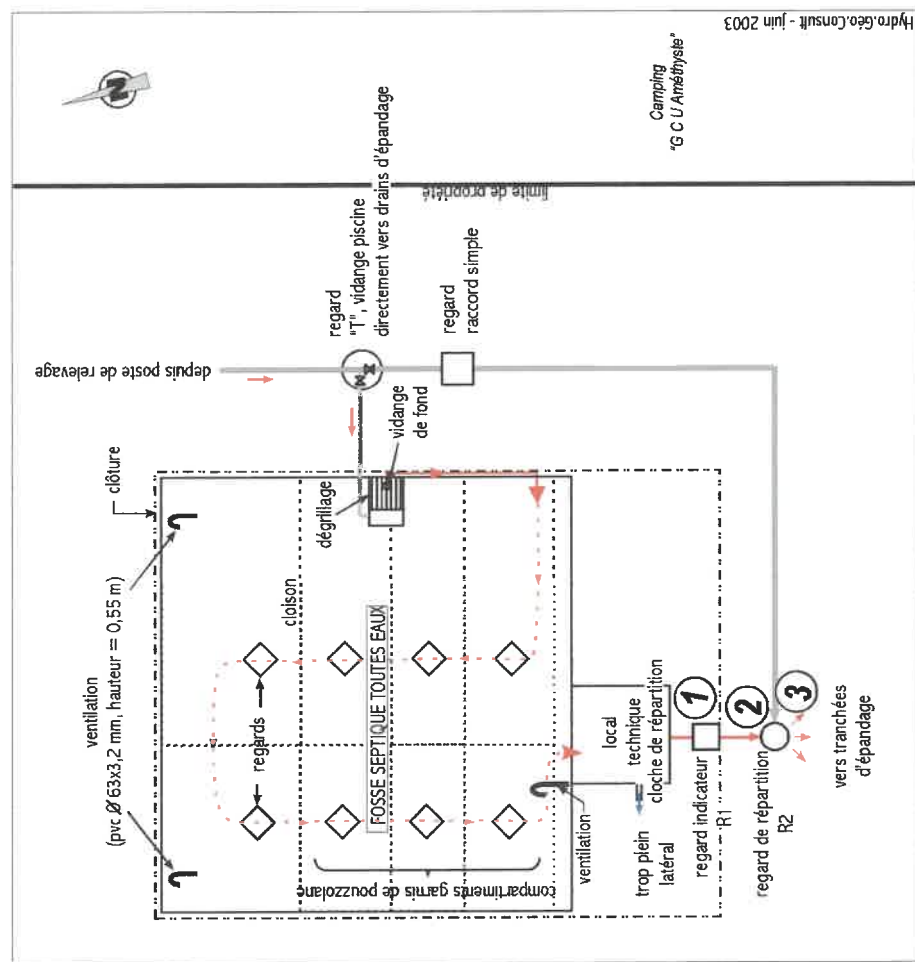 Hydro.Géo.Consult - juin 2003
N
Camping
"G C U Améthyste"
limite de propriété
depuis poste de relevage
regard
"T", vidange piscine
directement vers drains d'épandage
regard
raccord simple
clôture
ventilation
(pvc Ø 63x3,2 mm, hauteur = 0,55 m)
dégrillage
vidange
de fond
cloison
regards
FOSSE SEPTIQUE TOUTES EAUX
compartiments garnis de pouzzolane
ventilation
local
technique
cloche de répartition
trop plein
latéral
1
regard indicateur
R1
2
regard de répartition
R2
3
vers tranchées
d'épandage